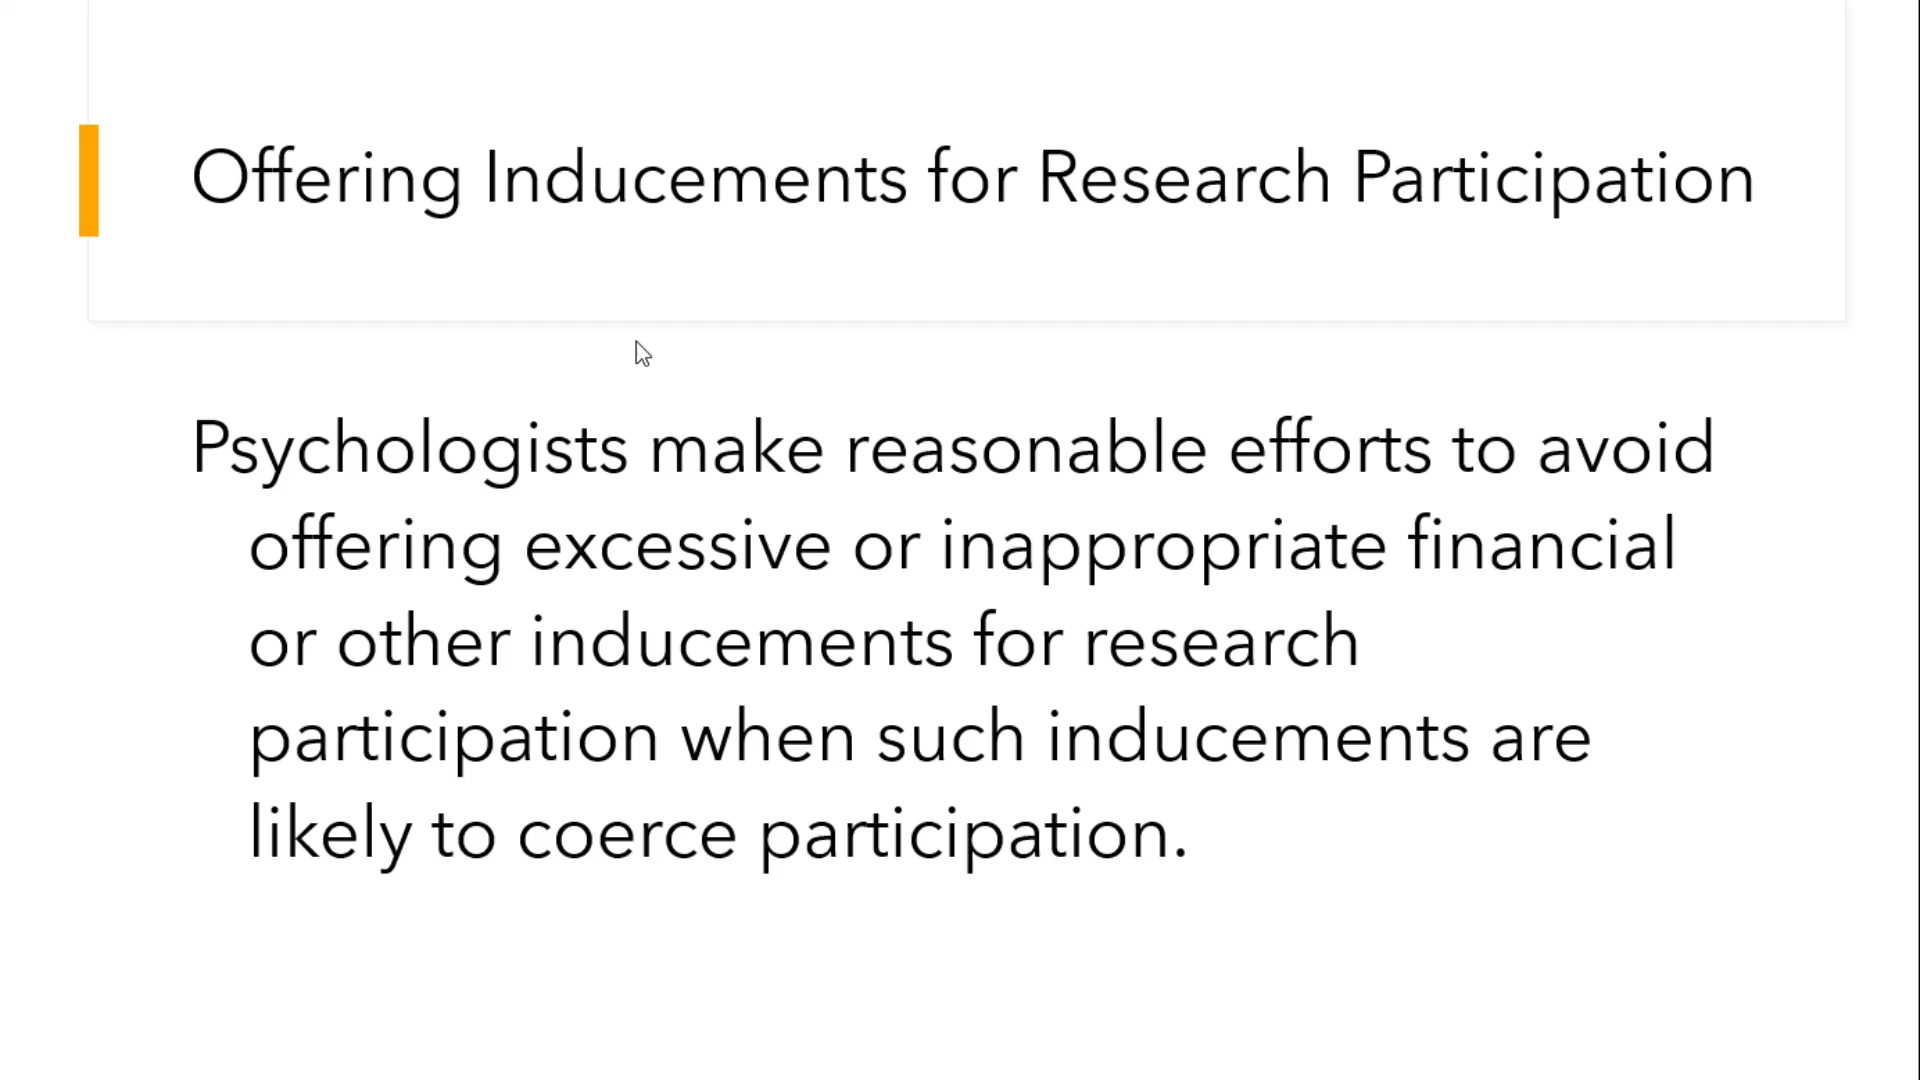 Offering Inducements for Research Participation
Psychologists make reasonable efforts to avoid
offering excessive or inappropriate financial
or other inducements for research
participation when such inducements are
likely to coerce participation.